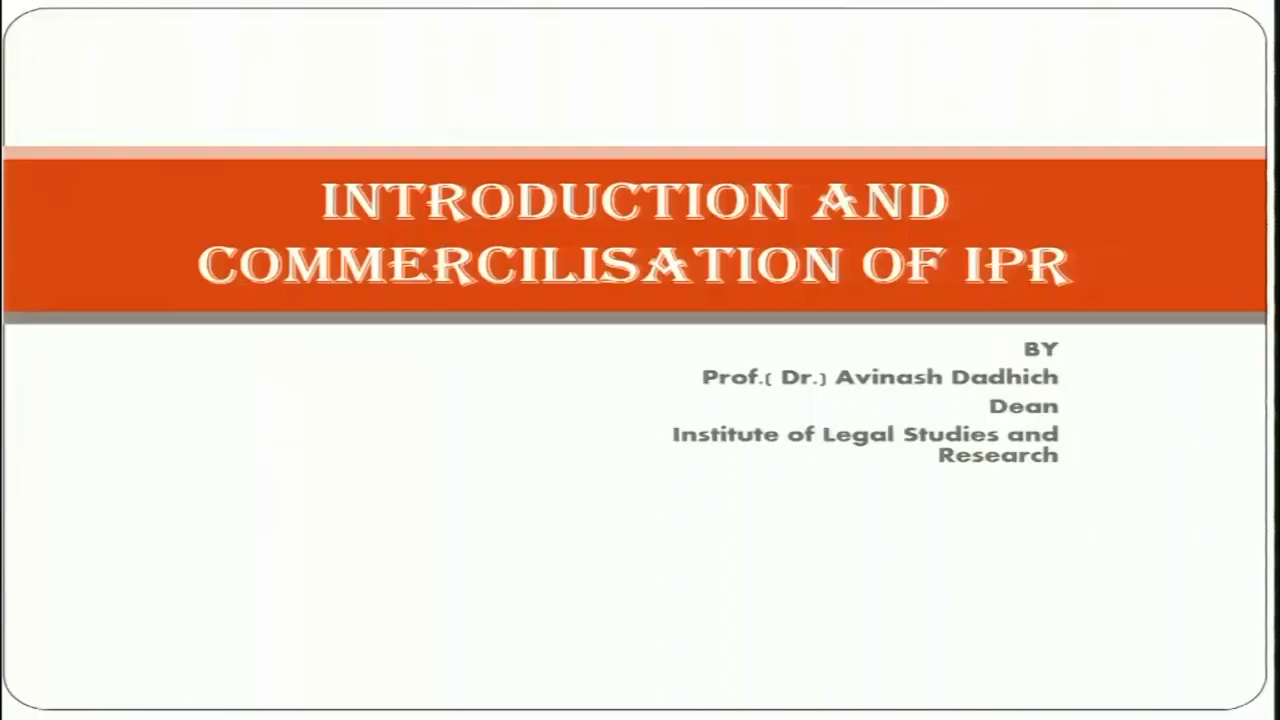 INTRODUCTION AND
COMMERCILISATION OF IPR
BY
Prof.( Dr.) Avinash Dadhich
Dean
Institute of Legal Studies and
Research